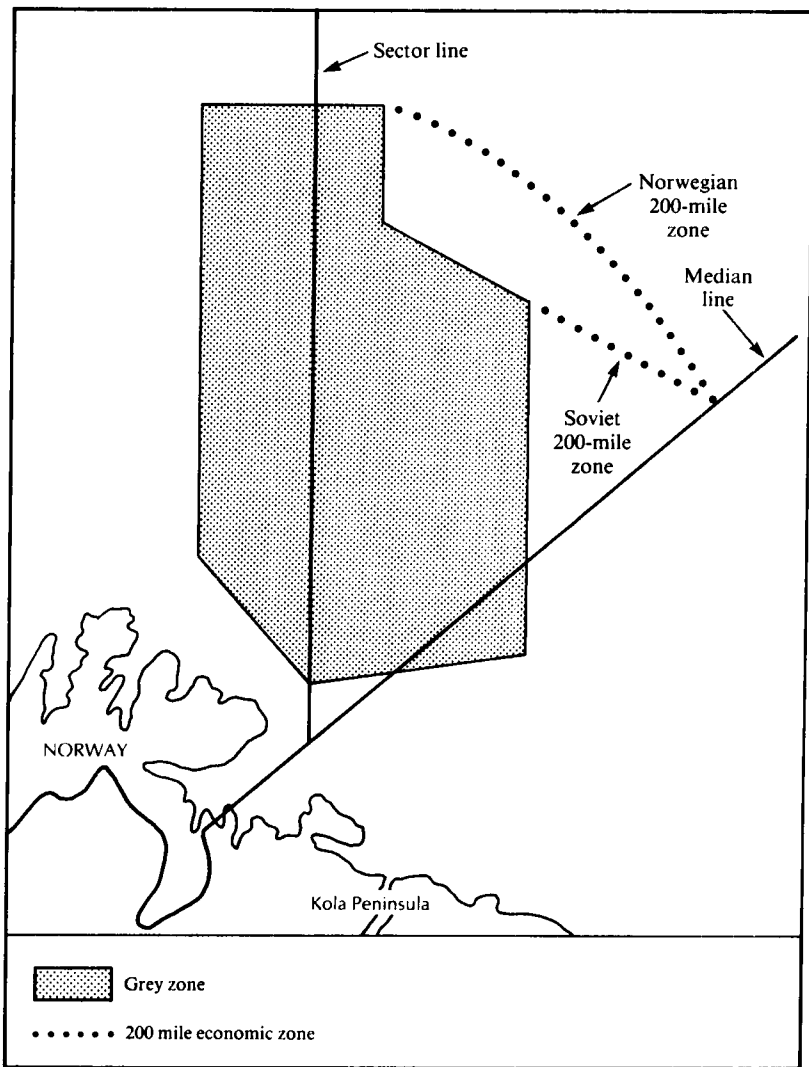 Sector line
Norwegian
200-mile
zone
Median
line
Soviet
200-mile
zone
NORWAY
Kola Peninsula
Grey zone
200 mile economic zone